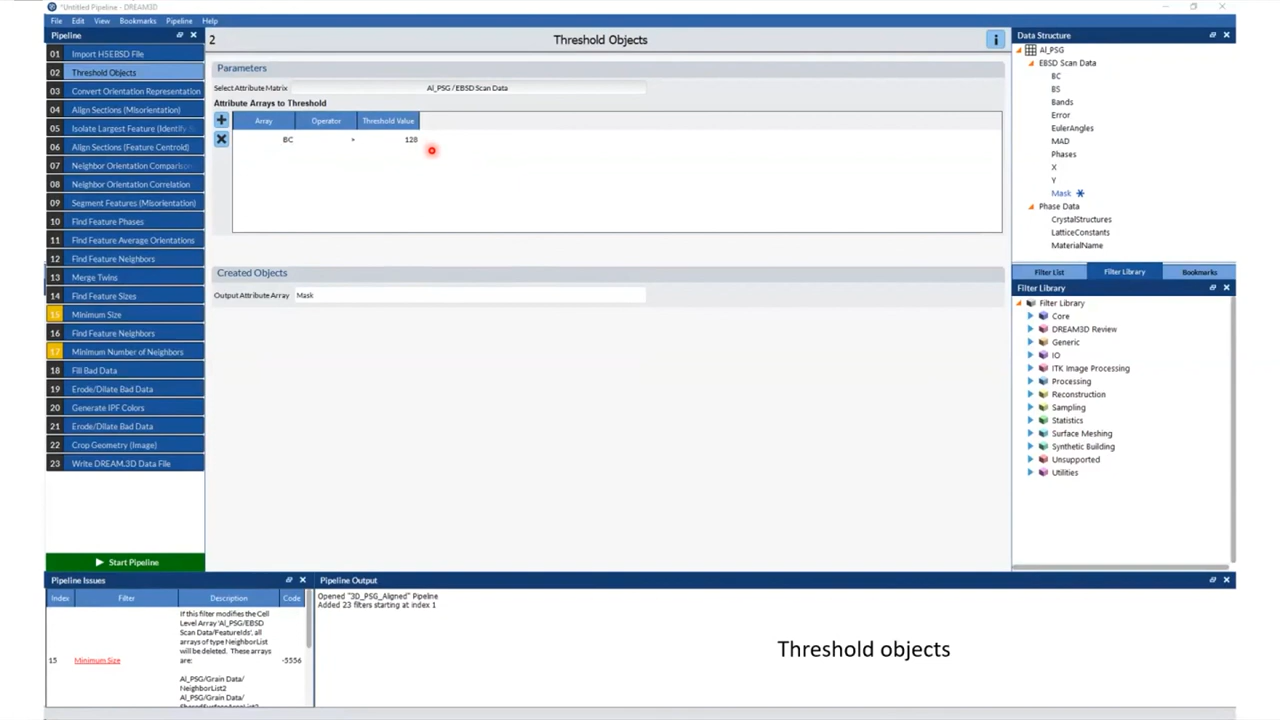 *Untitled Pipeline - DREAM3D
File Edit View Bookmarks Pipeline Help
Pipeline
01 Import H5EBSD File
02 Threshold Objects
03 Convert Orientation Representation
04 Align Sections (Misorientation)
05 Isolate Largest Feature (Identify
06 Align Sections (Feature Centroid)
07 Neighbor Orientation Comparis
08 Neighbor Orientation Correlation
09 Segment Features (Misorientation)
10 Find Feature Phases
11 Find Feature Average Orientations
12 Find Feature Neighbors
13 Merge Twins
14 Find Feature Sizes
15 Minimum Size
16 Find Feature Neighbors
17 Minimum Number of Neighbors
18 Fill Bad Data
19 Erode/Dilate Bad Data
20 Generate IPF Colors
21 Erode/Dilate Bad Data
22 Crop Geometry (Image)
23 Write DREAM.3D Data File
Start Pipeline
2 Threshold Objects
Parameters
Select Attribute Matrix Al_PSG / EBSD Scan Data
Attribute Arrays to Threshold
Array Operator Threshold Value
BC > 128
Created Objects
Output Attribute Array Mask
Data Structure
Al_PSG
EBSD Scan Data
BC
BS
Bands
Error
EulerAngles
MAD
Phases
X
Y
Mask
Phase Data
CrystalStructures
LatticeConstants
MaterialName
Filter List Filter Library Bookmarks
Filter Library
Filter Library
Core
DREAM3D Review
Generic
IO
ITK Image Processing
Processing
Reconstruction
Sampling
Statistics
Surface Meshing
Synthetic Building
Unsupported
Utilities
Pipeline Issues
Index Filter Description Code
15 Minimum Size -5556
If this filter modifies the Cell
Level Array 'Al_PSG/EBSD
Scan Data/FeatureIds', all
arrays of type NeighborList
will be deleted. These arrays
are:
Al_PSG/Grain Data/
NeighborList2
Al_PSG/Grain Data/
SharedSurfaceAreaList2
Pipeline Output
Opened "3D_PSG_Aligned" Pipeline
Added 23 filters starting at index 1
Threshold objects